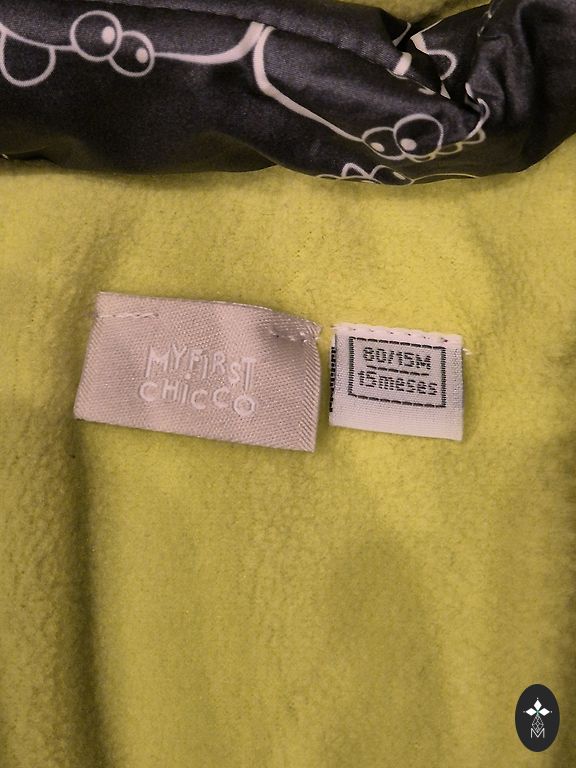 MYFIRST
CHICCO
80/15M
15meses